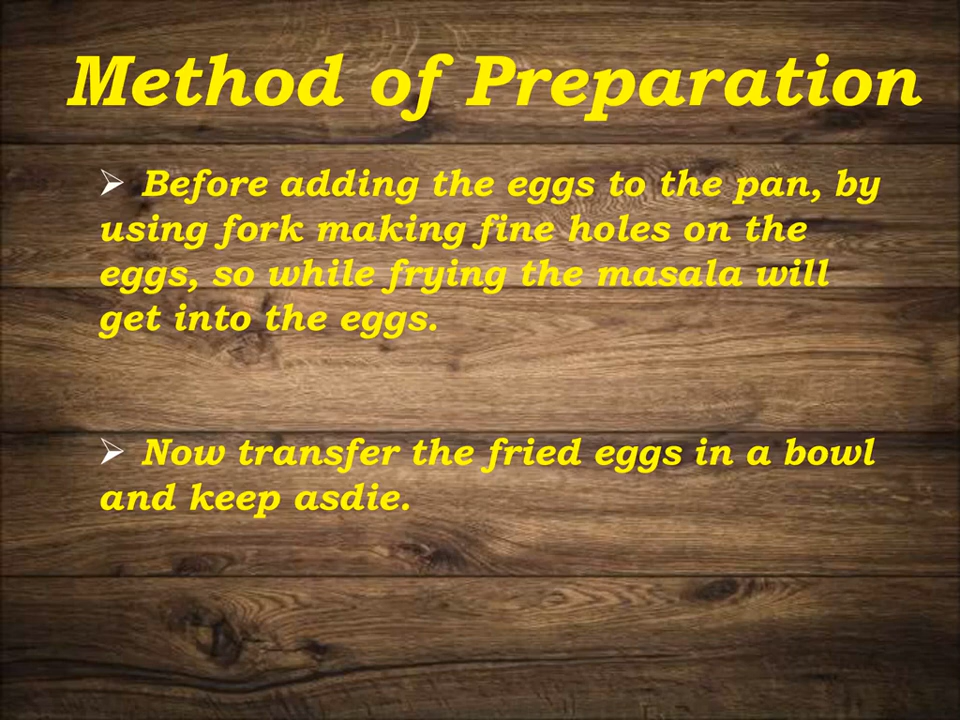 Method of Preparation
➢ Before adding the eggs to the pan, by
using fork making fine holes on the
eggs, so while frying the masala will
get into the eggs.
➢ Now transfer the fried eggs in a bowl
and keep asdie.